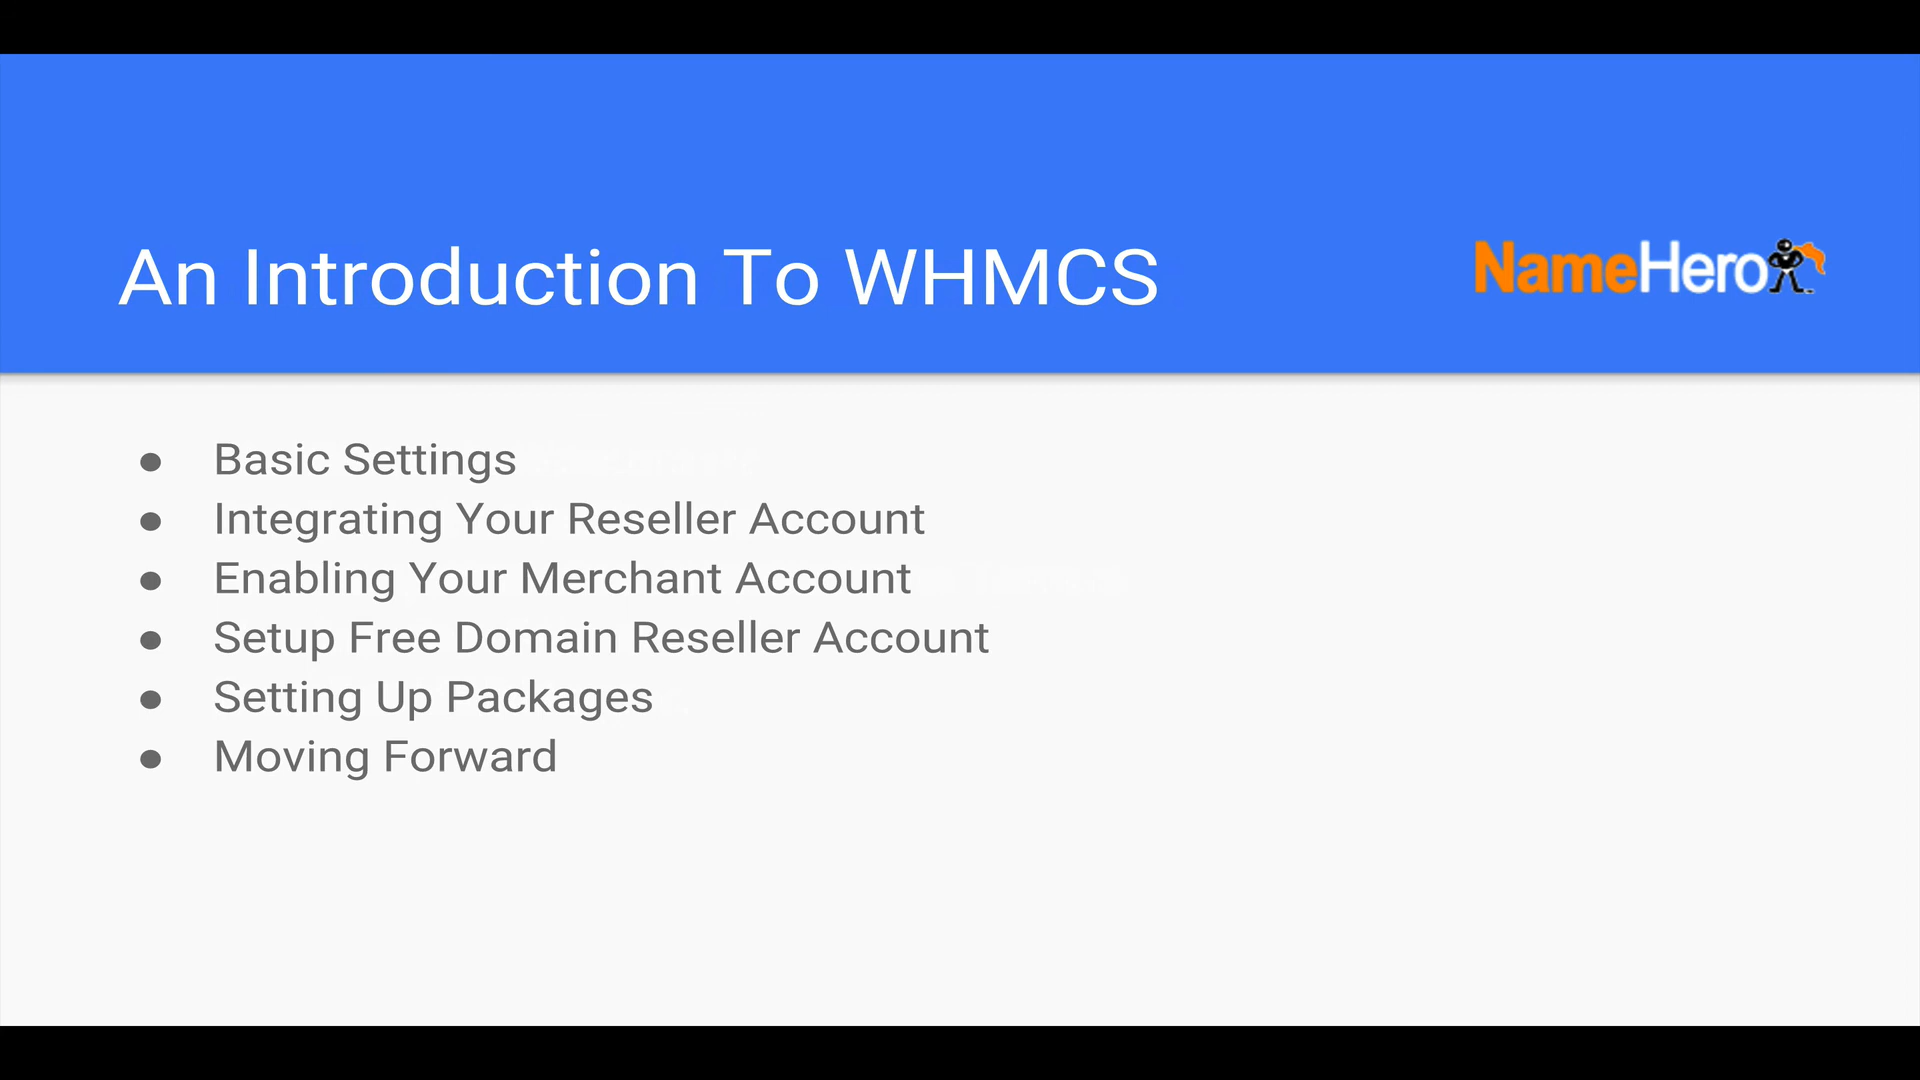 An Introduction To WHMCS
NameHero
Basic Settings
Integrating Your Reseller Account
Enabling Your Merchant Account
Setup Free Domain Reseller Account
Setting Up Packages
Moving Forward